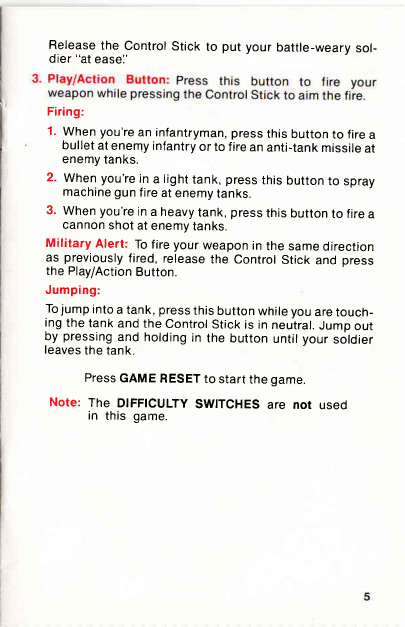 Release the Control Stick to put your battle-weary sol-
dier "at ease."
3. Play/Action Button: Press this button to fire your
weapon while pressing the Control Stick to aim the fire.
Firing:
1. When you're an infantryman, press this button to fire a
bullet at enemy infantry or to fire an anti-tank missile at
enemy tanks.
2. When you're in a light tank, press this button to spray
machine gun fire at enemy tanks.
3. When you're in a heavy tank, press this button to fire a
cannon shot at enemy tanks.
Military Alert: To fire your weapon in the same direction
as previously fired, release the Control Stick and press
the Play/Action Button.
Jumping:
To jump into a tank, press this button while you are touch-
ing the tank and the Control Stick is in neutral. Jump out
by pressing and holding in the button until your soldier
leaves the tank.
Press GAME RESET to start the game.
Note: The DIFFICULTY SWITCHES are not used
in this game.
5